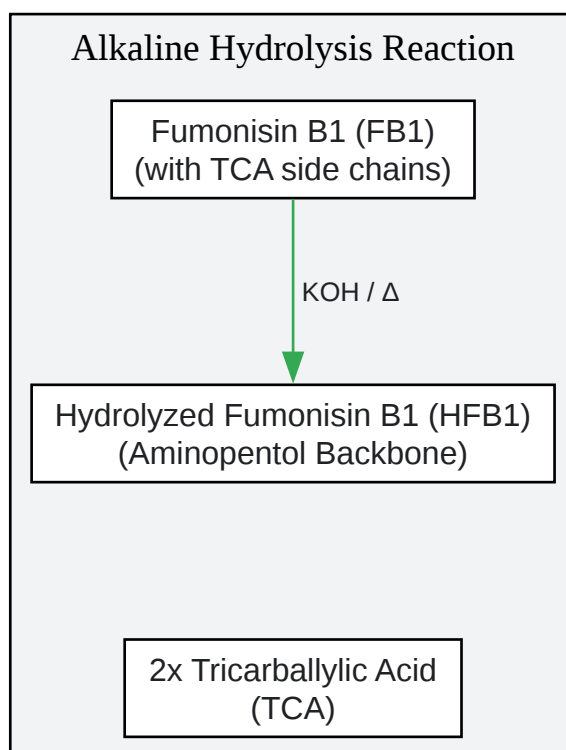 Alkaline Hydrolysis Reaction
Fumonisin B1 (FB1)
(with TCA side chains)
KOH / Δ
Hydrolyzed Fumonisin B1 (HFB1)
(Aminopentol Backbone)
2x Tricarballylic Acid
(TCA)